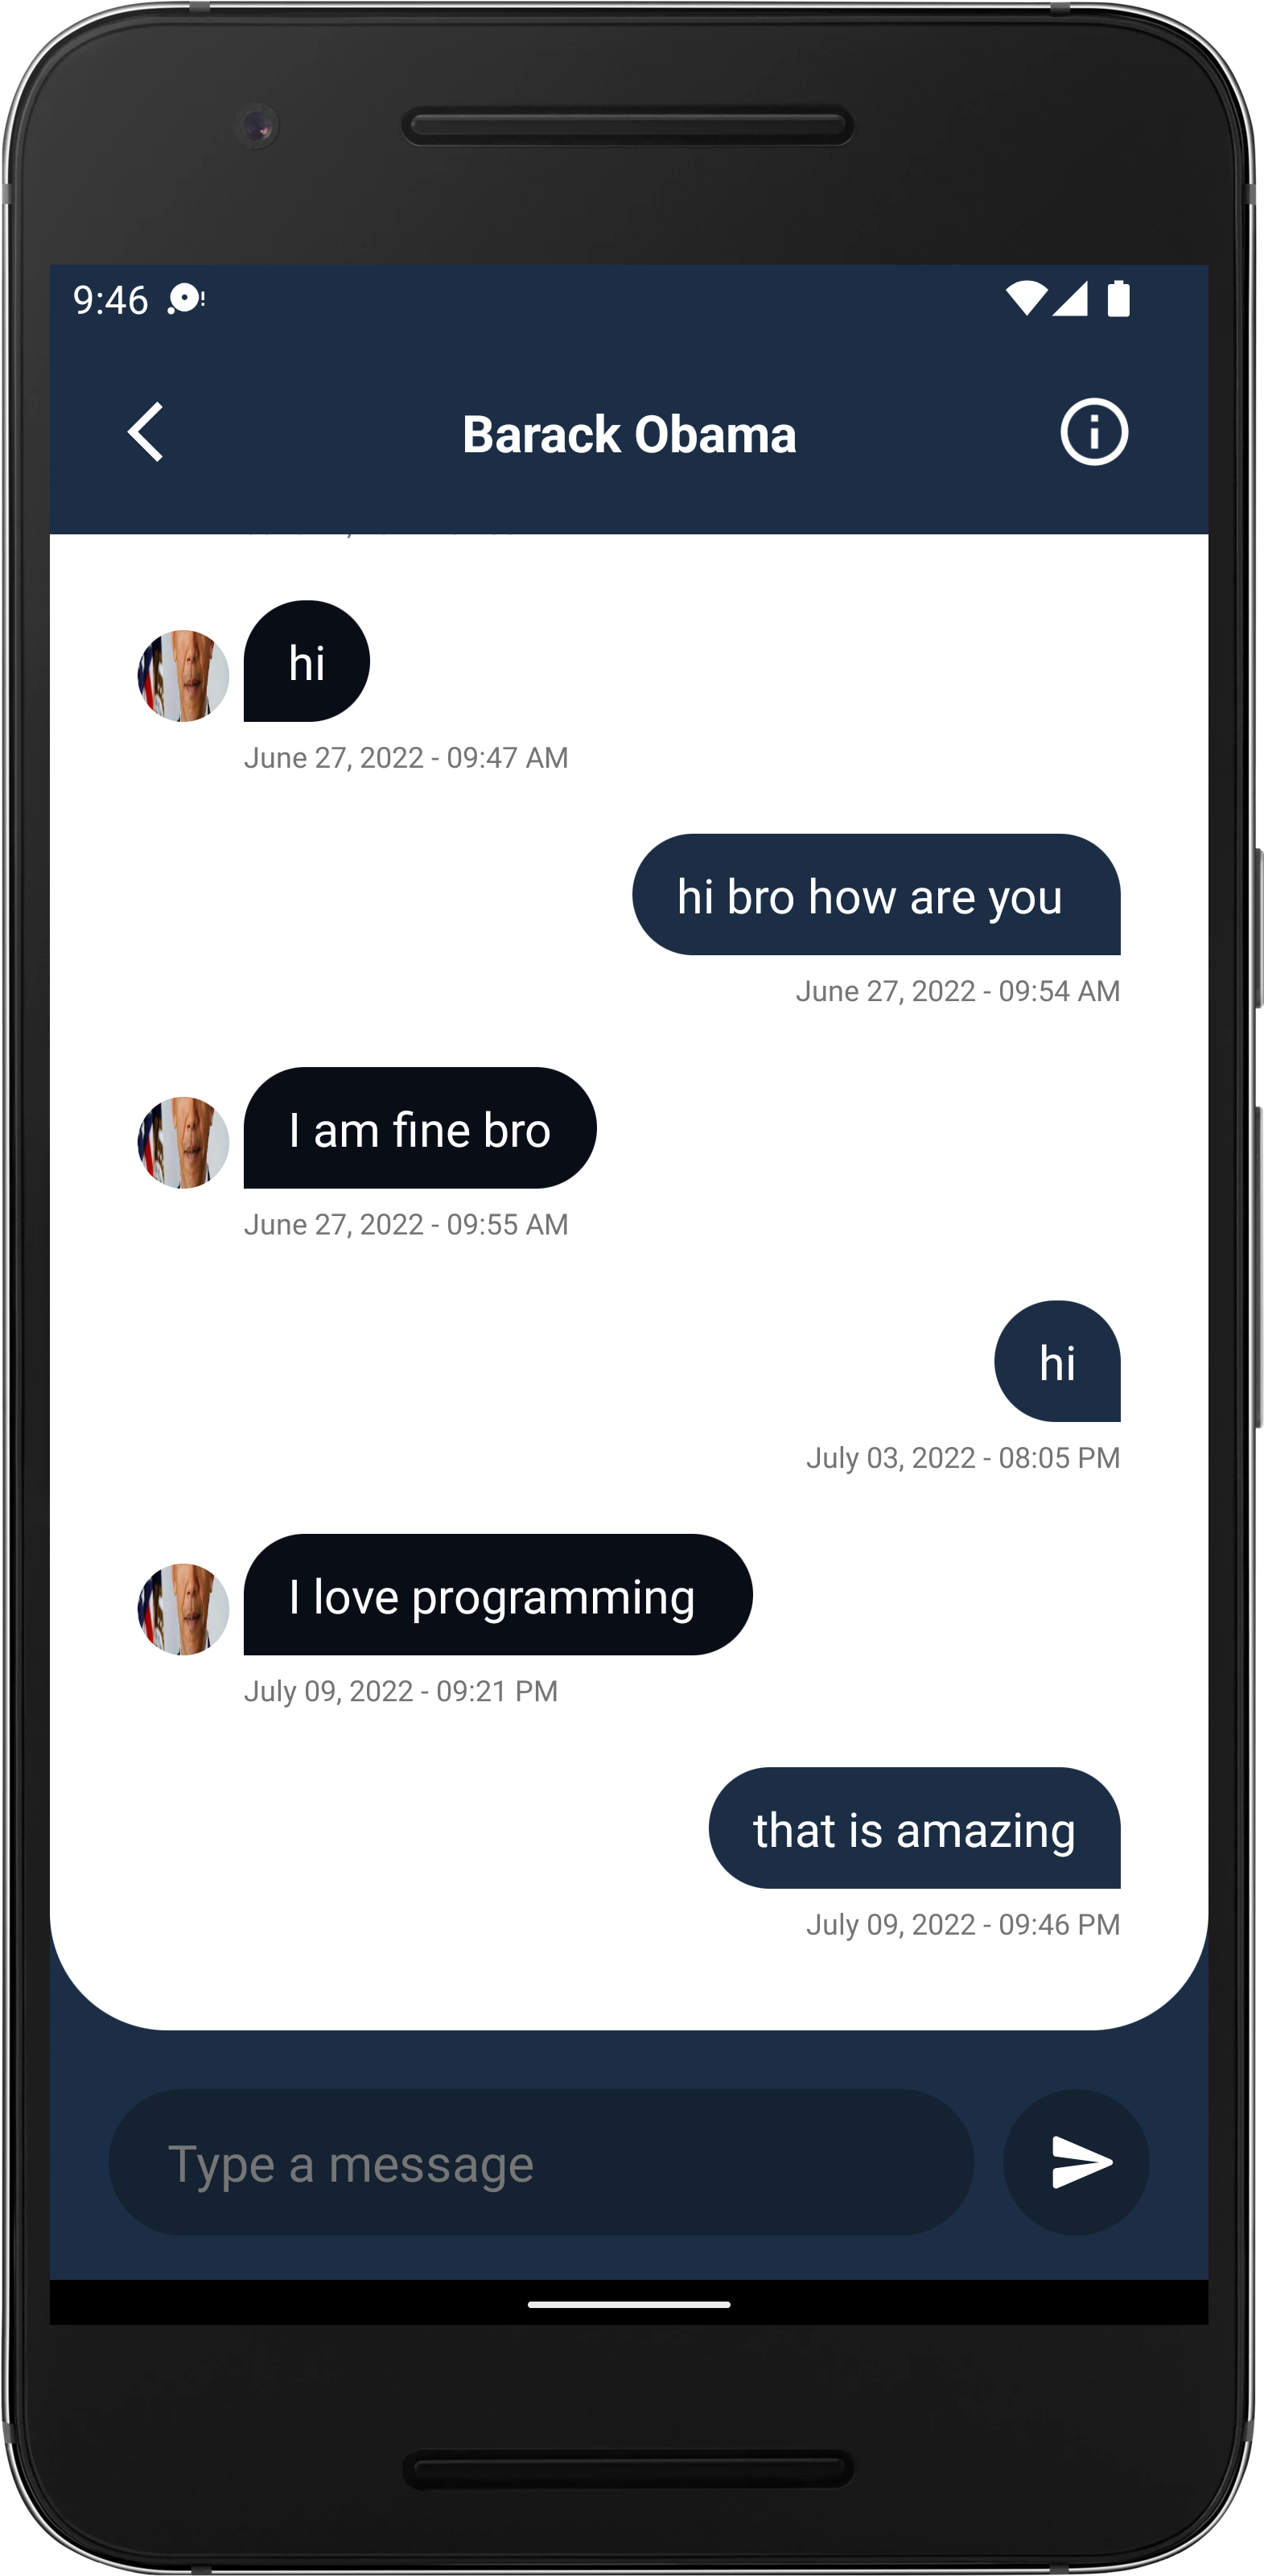 9:46
Barack Obama
hi
June 27, 2022 - 09:47 AM
hi bro how are you
June 27, 2022 - 09:54 AM
I am fine bro
June 27, 2022 - 09:55 AM
hi
July 03, 2022 - 08:05 PM
I love programming
July 09, 2022 - 09:21 PM
that is amazing
July 09, 2022 - 09:46 PM
Type a message